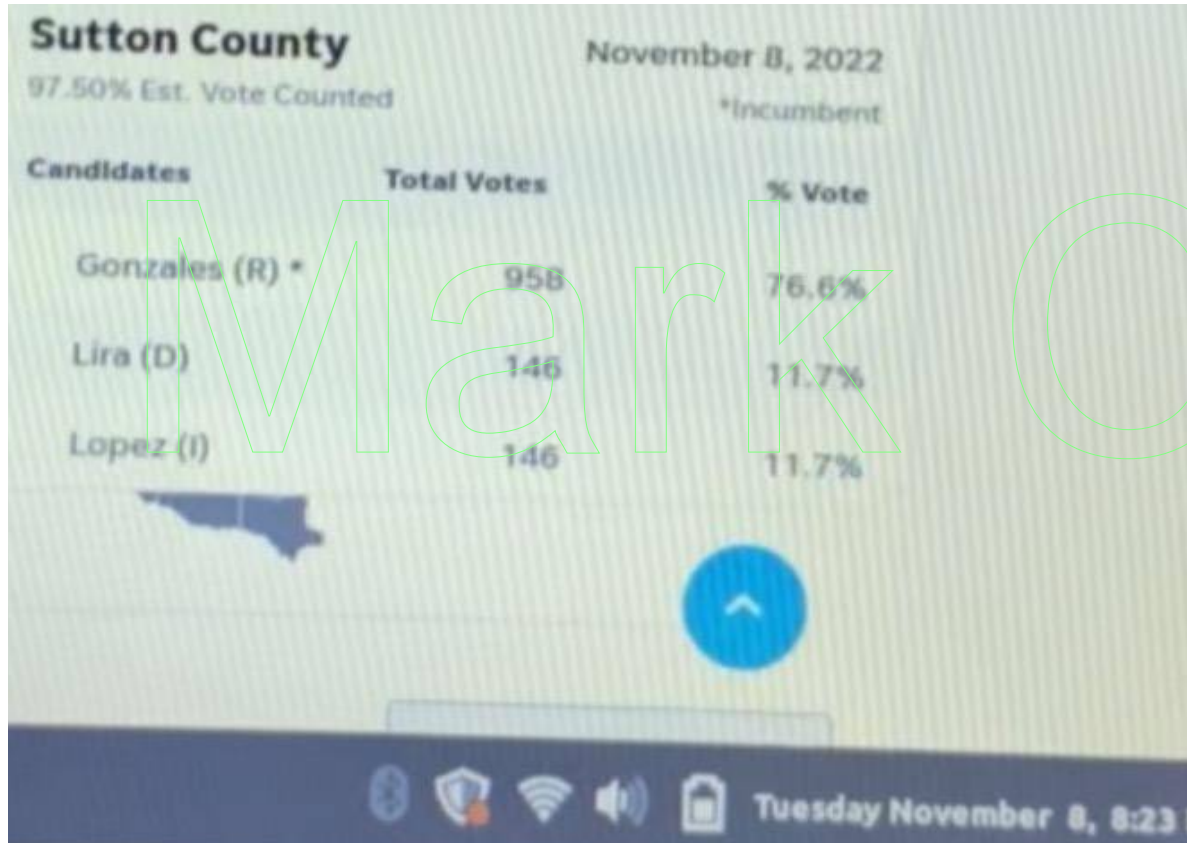 Sutton County November 8, 2022
97.50% Est. Vote Counted *Incumbent
Candidates Total Votes % Vote
Gonzales (R) * 958 76.6%
Lira (D) 146 11.7%
Lopez (I) 146 11.7%
Mark
Tuesday November 8, 8:23